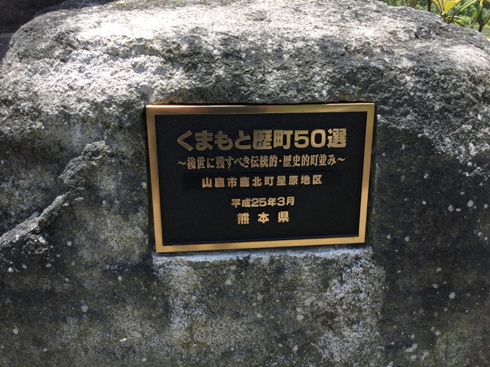 くまもと歴町50選
～後世に残すべき伝統的・歴史的町並み～
山鹿市鹿北町星原地区
平成25年3月
熊本県